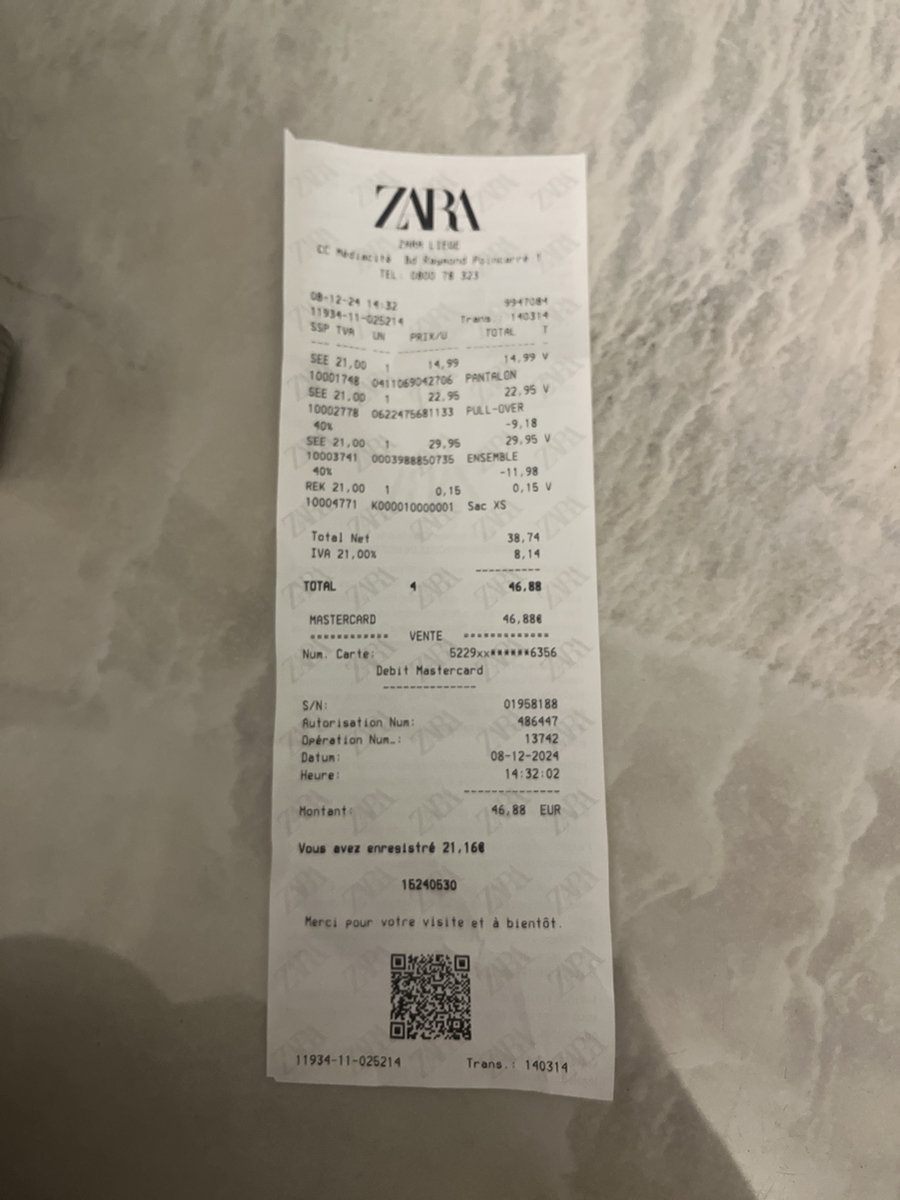 ZARA
ZARA LIEGE
CC Médiacité Bd Raymond Poincarré 1
TEL: 0800 78 323
08-12-24 14:32 9947084
11934-11-025214 Trans. 140314
SSP TVA UN PRIX/U TOTAL T
SEE 21,00 1 14,99 14,99 V
10001748 0411069042706 PANTALON
SEE 21,00 1 22,95 22,95 V
10002778 0622475681133 PULL-OVER
40% -9,18
SEE 21,00 1 29,95 29,95 V
10003741 0003988850735 ENSEMBLE
40% -11,98
REK 21,00 1 0,15 0,15 V
10004771 K000010000001 Sac XS
Total Net 38,74
IVA 21,00% 8,14
TOTAL 4 46,88
MASTERCARD 46,88€
************ VENTE *************
Num. Carte: 5229xx******6356
Debit Mastercard
S/N: 01958188
Autorisation Num: 486447
Opération Num.: 13742
Datum: 08-12-2024
Heure: 14:32:02
Montant: 46,88 EUR
Vous avez enregistré 21,16€
15240530
Merci pour votre visite et à bientôt.
11934-11-025214 Trans.: 140314